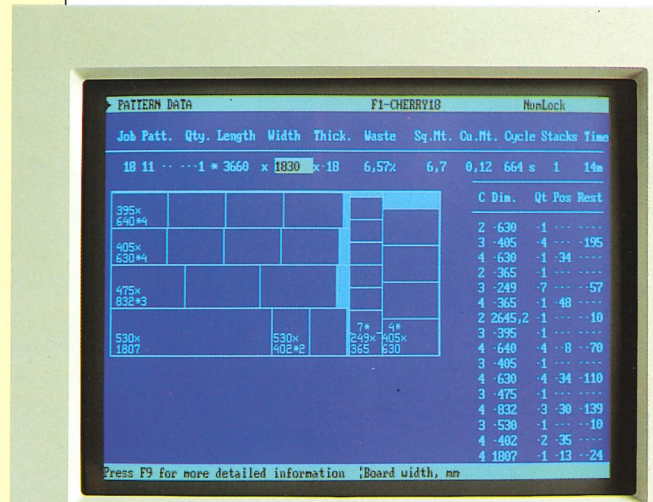 PATTERN DATA F1-CHERRY18 NumLock
Job Patt. Qty. Length Width Thick. Waste Sq.Mt. Cu.Mt. Cycle Stacks Time
18 11 -- ---1 * 3660 x 1830 x-18 6,57% 6,7 0,12 664 s 1 14m
C Dim. Qt Pos Rest
2 -630 -1 --- ----
3 -405 -4 --- -195
4 -630 -1 -34 ----
2 -365 -1 --- ----
3 -249 -7 --- --57
4 -365 -1 -48 ----
2 2645,2 -1 --- --10
3 -395 -1 --- ----
4 -640 -4 --8 --70
3 -405 -1 --- ----
4 -630 -4 -34 -110
3 -475 -1 --- ----
4 -832 -3 -30 -139
3 -530 -1 --- --10
4 -402 -2 -35 ----
4 1807 -1 -13 --24
395x
640*4
405x
630*4
475x
832*3
530x
1807
530x
402*2
7*
249x
365
4*
405x
630
Press F9 for more detailed information ¦Board width, mm